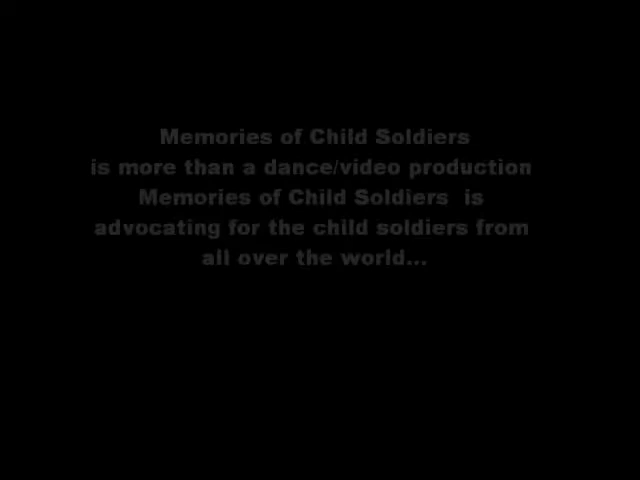 Memories of Child Soldiers
is more than a dance/video production
Memories of Child Soldiers is
advocating for the child soldiers from
all over the world...